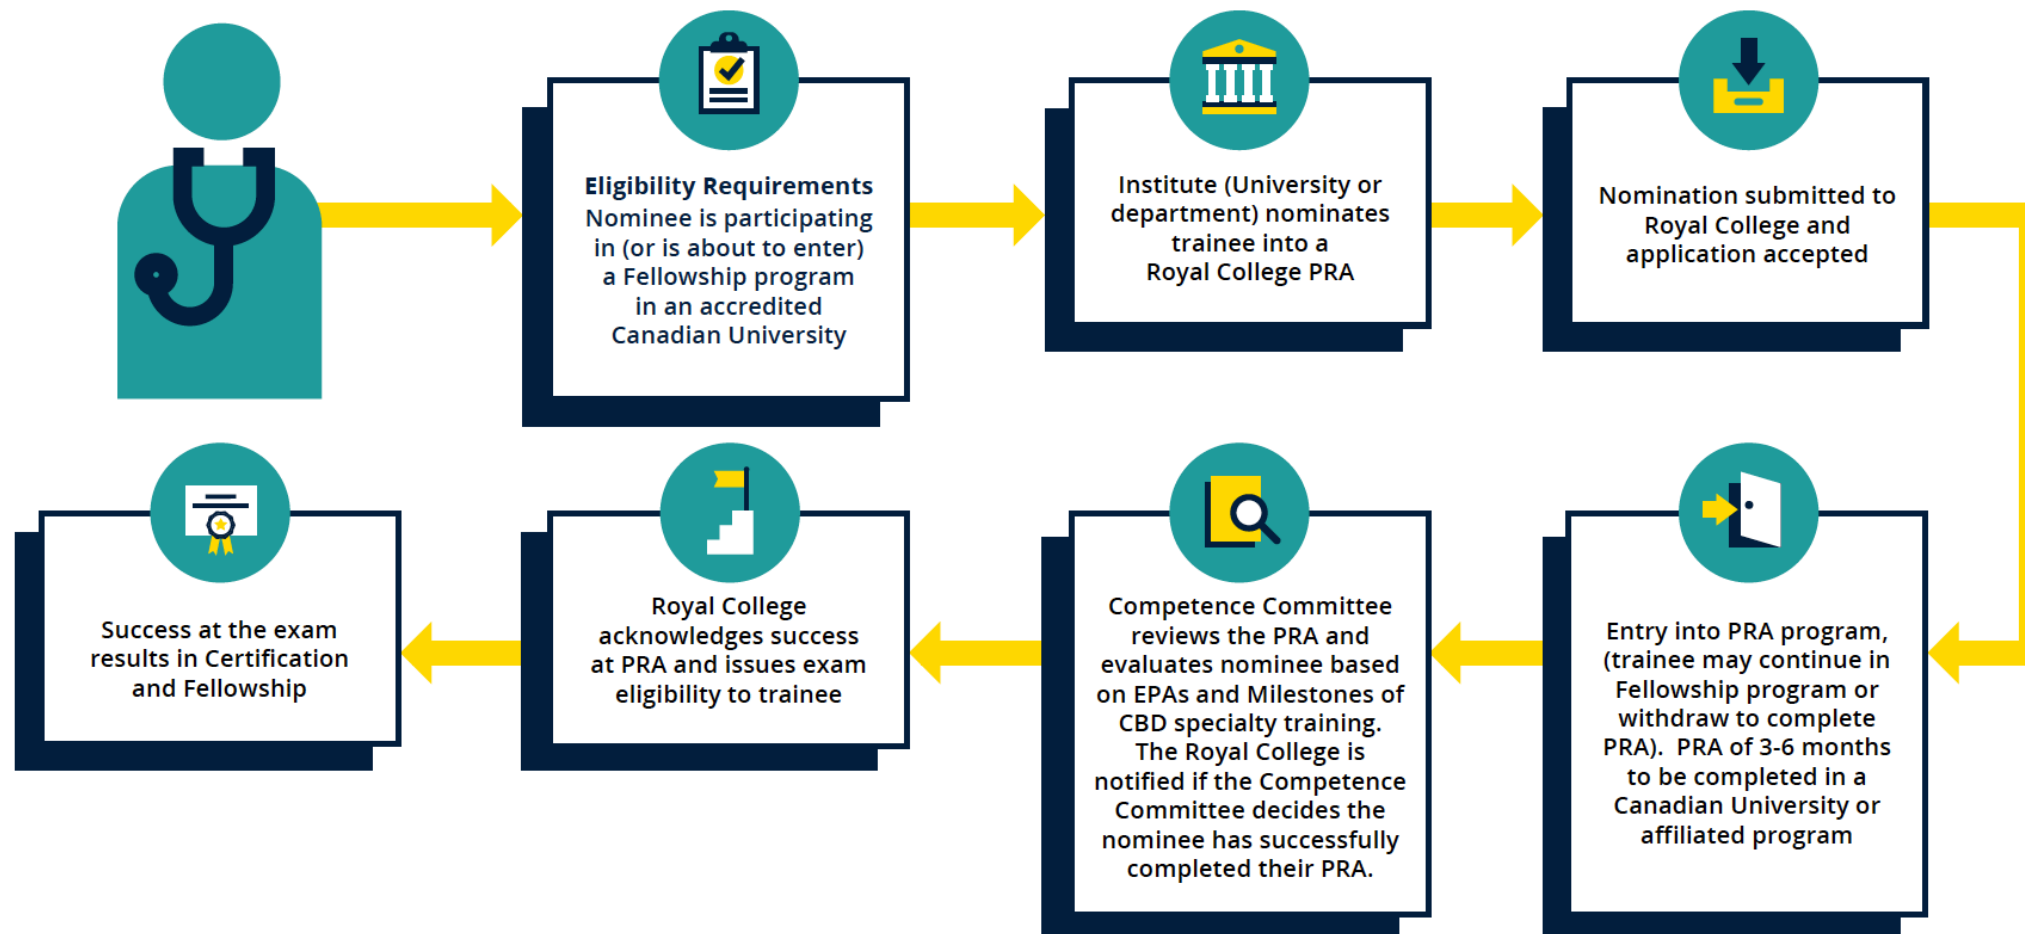 Eligibility Requirements
Nominee is participating
in (or is about to enter)
a Fellowship program
in an accredited
Canadian University
Institute (University or
department) nominates
trainee into a
Royal College PRA
Nomination submitted to
Royal College and
application accepted
Entry into PRA program,
(trainee may continue in
Fellowship program or
withdraw to complete
PRA).  PRA of 3-6 months
to be completed in a
Canadian University or
affiliated program
Competence Committee
reviews the PRA and
evaluates nominee based
on EPAs and Milestones of
CBD specialty training.
The Royal College is
notified if the Competence
Committee decides the
nominee has successfully
completed their PRA.
Royal College
acknowledges success
at PRA and issues exam
eligibility to trainee
Success at the exam
results in Certification
and Fellowship